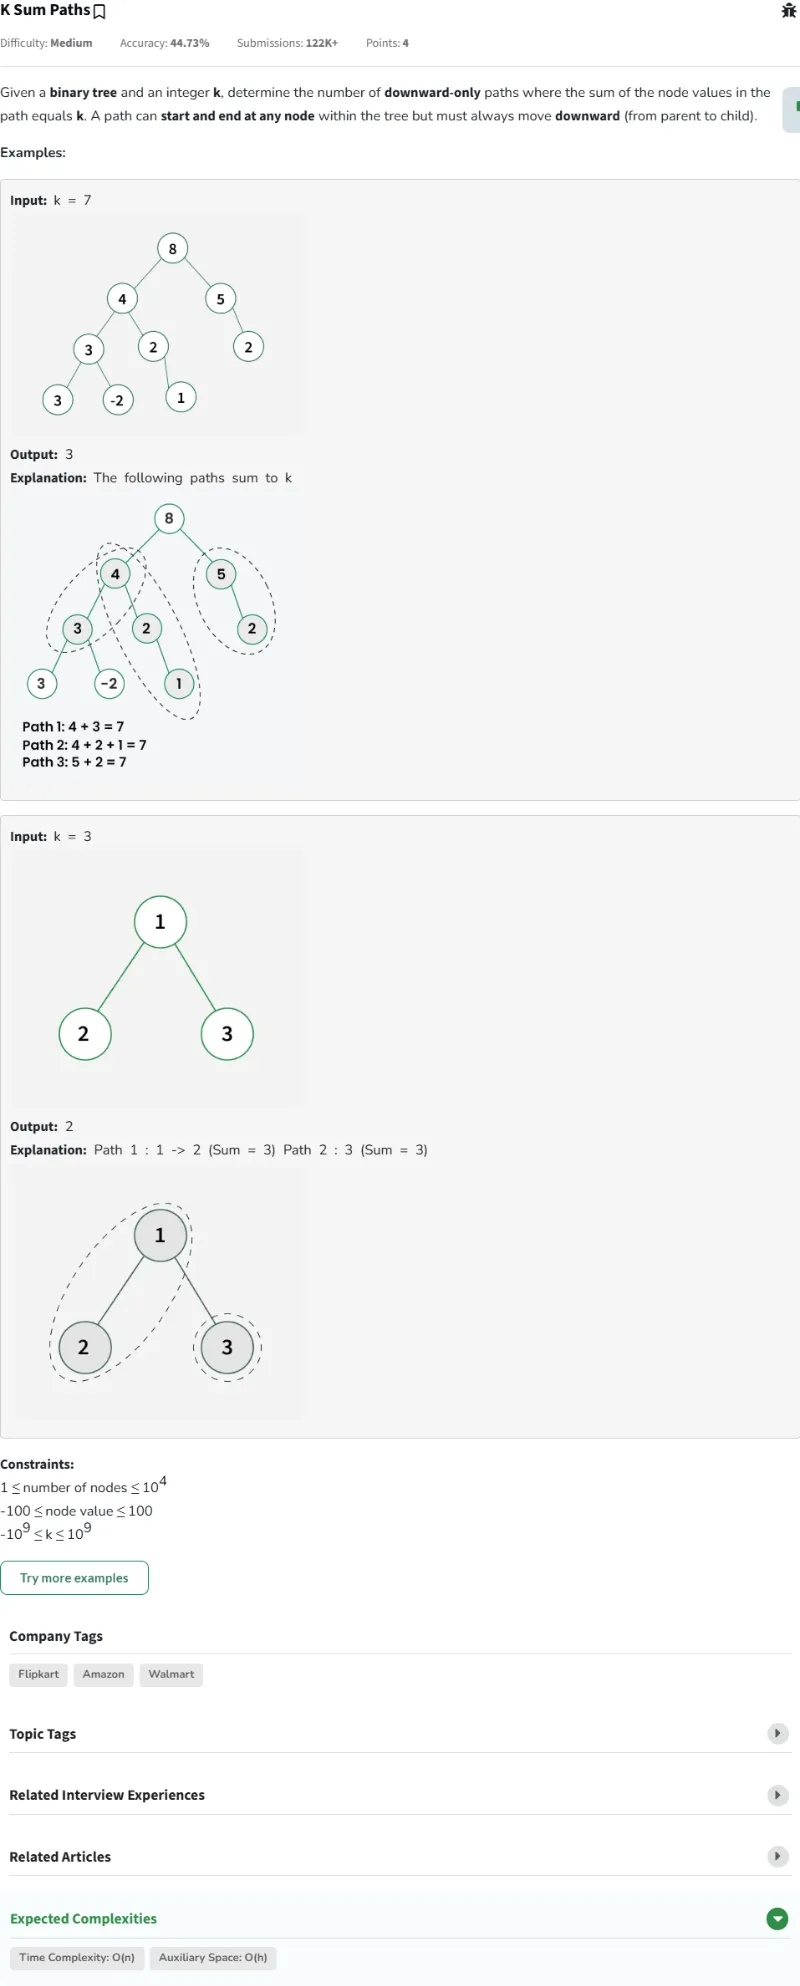 K Sum Paths
Difficulty: Medium Accuracy: 44.73% Submissions: 122K+ Points: 4
Given a binary tree and an integer k, determine the number of downward-only paths where the sum of the node values in the
path equals k. A path can start and end at any node within the tree but must always move downward (from parent to child).
Examples:
Input: k = 7
8
4 5
3 2 2
3 -2 1
Output: 3
Explanation: The following paths sum to k
8
4 5
3 2 2
3 -2 1
Path 1: 4 + 3 = 7
Path 2: 4 + 2 + 1 = 7
Path 3: 5 + 2 = 7
Input: k = 3
1
2 3
Output: 2
Explanation: Path 1 : 1 -> 2 (Sum = 3) Path 2 : 3 (Sum = 3)
1
2 3
Constraints:
1 ≤ number of nodes ≤ 10⁴
-100 ≤ node value ≤ 100
-10⁹ ≤ k ≤ 10⁹
Try more examples
Company Tags
Flipkart Amazon Walmart
Topic Tags
Related Interview Experiences
Related Articles
Expected Complexities
Time Complexity: O(n) Auxiliary Space: O(h)